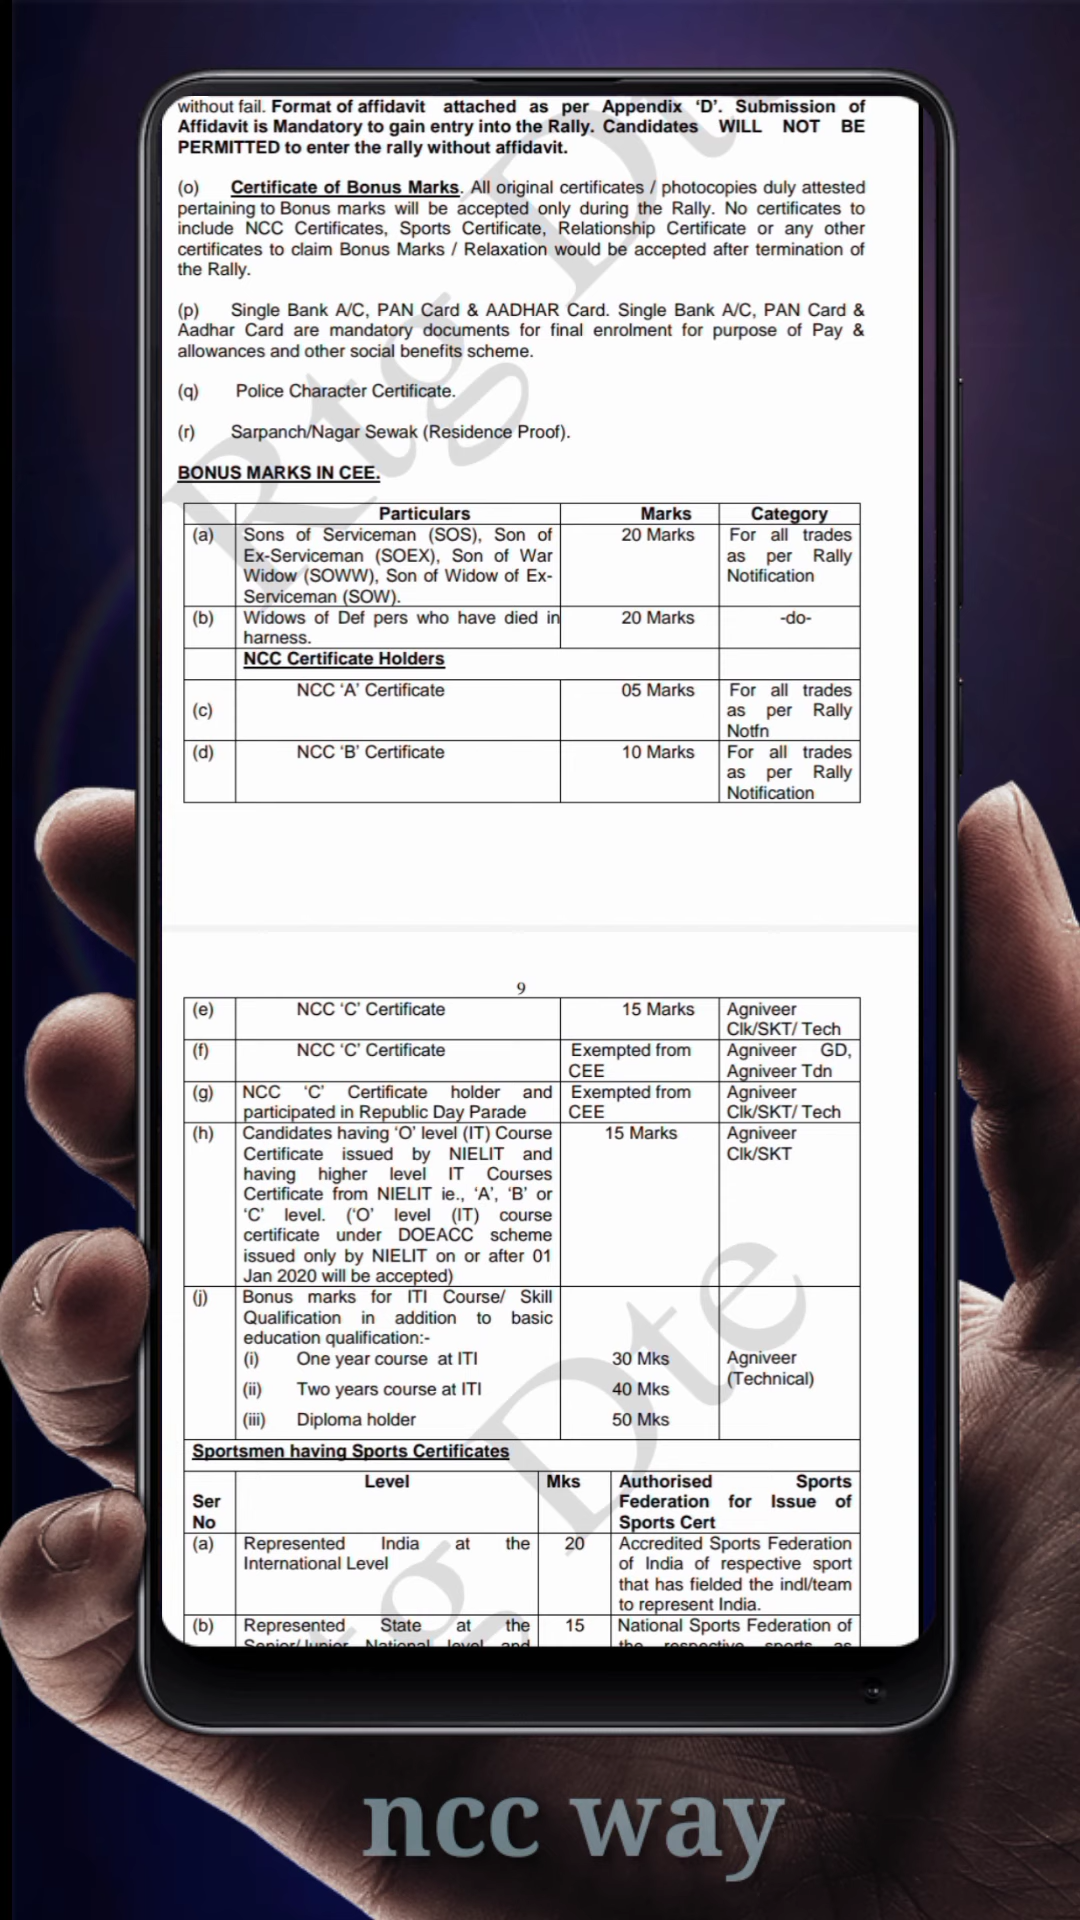 without fail. Format of affidavit attached as per Appendix ‘D’. Submission of
Affidavit is Mandatory to gain entry into the Rally. Candidates WILL NOT BE
PERMITTED to enter the rally without affidavit.
(o) Certificate of Bonus Marks. All original certificates / photocopies duly attested
pertaining to Bonus marks will be accepted only during the Rally. No certificates to
include NCC Certificates, Sports Certificate, Relationship Certificate or any other
certificates to claim Bonus Marks / Relaxation would be accepted after termination of
the Rally.
(p) Single Bank A/C, PAN Card & AADHAR Card. Single Bank A/C, PAN Card &
Aadhar Card are mandatory documents for final enrolment for purpose of Pay &
allowances and other social benefits scheme.
(q) Police Character Certificate.
(r) Sarpanch/Nagar Sewak (Residence Proof).
BONUS MARKS IN CEE.
Particulars Marks Category
(a) Sons of Serviceman (SOS), Son of 20 Marks For all trades
Ex-Serviceman (SOEX), Son of War as per Rally
Widow (SOWW), Son of Widow of Ex- Notification
Serviceman (SOW).
(b) Widows of Def pers who have died in 20 Marks -do-
harness.
NCC Certificate Holders
NCC ‘A’ Certificate 05 Marks For all trades
(c) as per Rally
Notfn
(d) NCC ‘B’ Certificate 10 Marks For all trades
as per Rally
Notification
9
(e) NCC ‘C’ Certificate 15 Marks Agniveer
Clk/SKT/ Tech
(f) NCC ‘C’ Certificate Exempted from Agniveer GD,
CEE Agniveer Tdn
(g) NCC ‘C’ Certificate holder and Exempted from Agniveer
participated in Republic Day Parade CEE Clk/SKT/ Tech
(h) Candidates having ‘O’ level (IT) Course 15 Marks Agniveer
Certificate issued by NIELIT and Clk/SKT
having higher level IT Courses
Certificate from NIELIT ie., ‘A’, ‘B’ or
‘C’ level. (‘O’ level (IT) course
certificate under DOEACC scheme
issued only by NIELIT on or after 01
Jan 2020 will be accepted)
(j) Bonus marks for ITI Course/ Skill
Qualification in addition to basic
education qualification:-
(i) One year course at ITI 30 Mks Agniveer
(Technical)
(ii) Two years course at ITI 40 Mks
(iii) Diploma holder 50 Mks
Sportsmen having Sports Certificates
Level Mks Authorised Sports
Ser Federation for Issue of
No Sports Cert
(a) Represented India at the 20 Accredited Sports Federation
International Level of India of respective sport
that has fielded the indl/team
to represent India.
(b) Represented State at the 15 National Sports Federation of
Senior/Junior National level and the respective sports as
Rtg Dte
Rtg Dte
ncc way